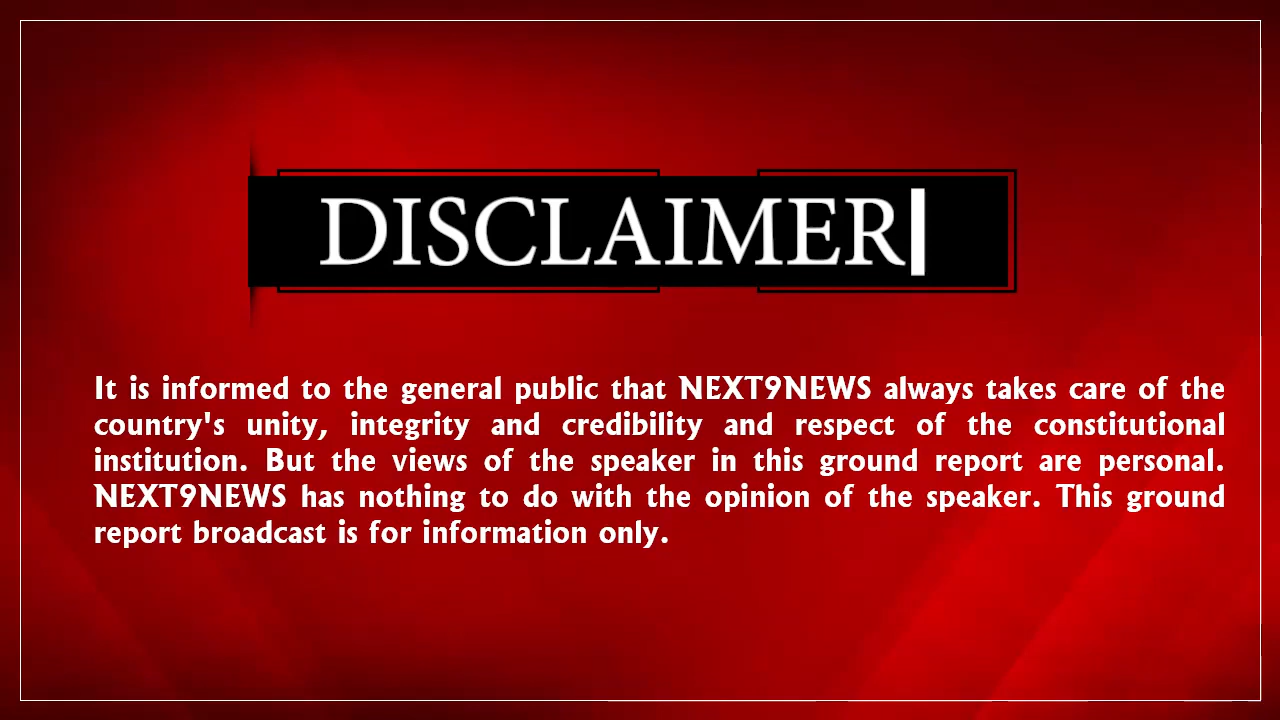 DISCLAIMER
It is informed to the general public that NEXT9NEWS always takes care of the
country's unity, integrity and credibility and respect of the constitutional
institution. But the views of the speaker in this ground report are personal.
NEXT9NEWS has nothing to do with the opinion of the speaker. This ground
report broadcast is for information only.